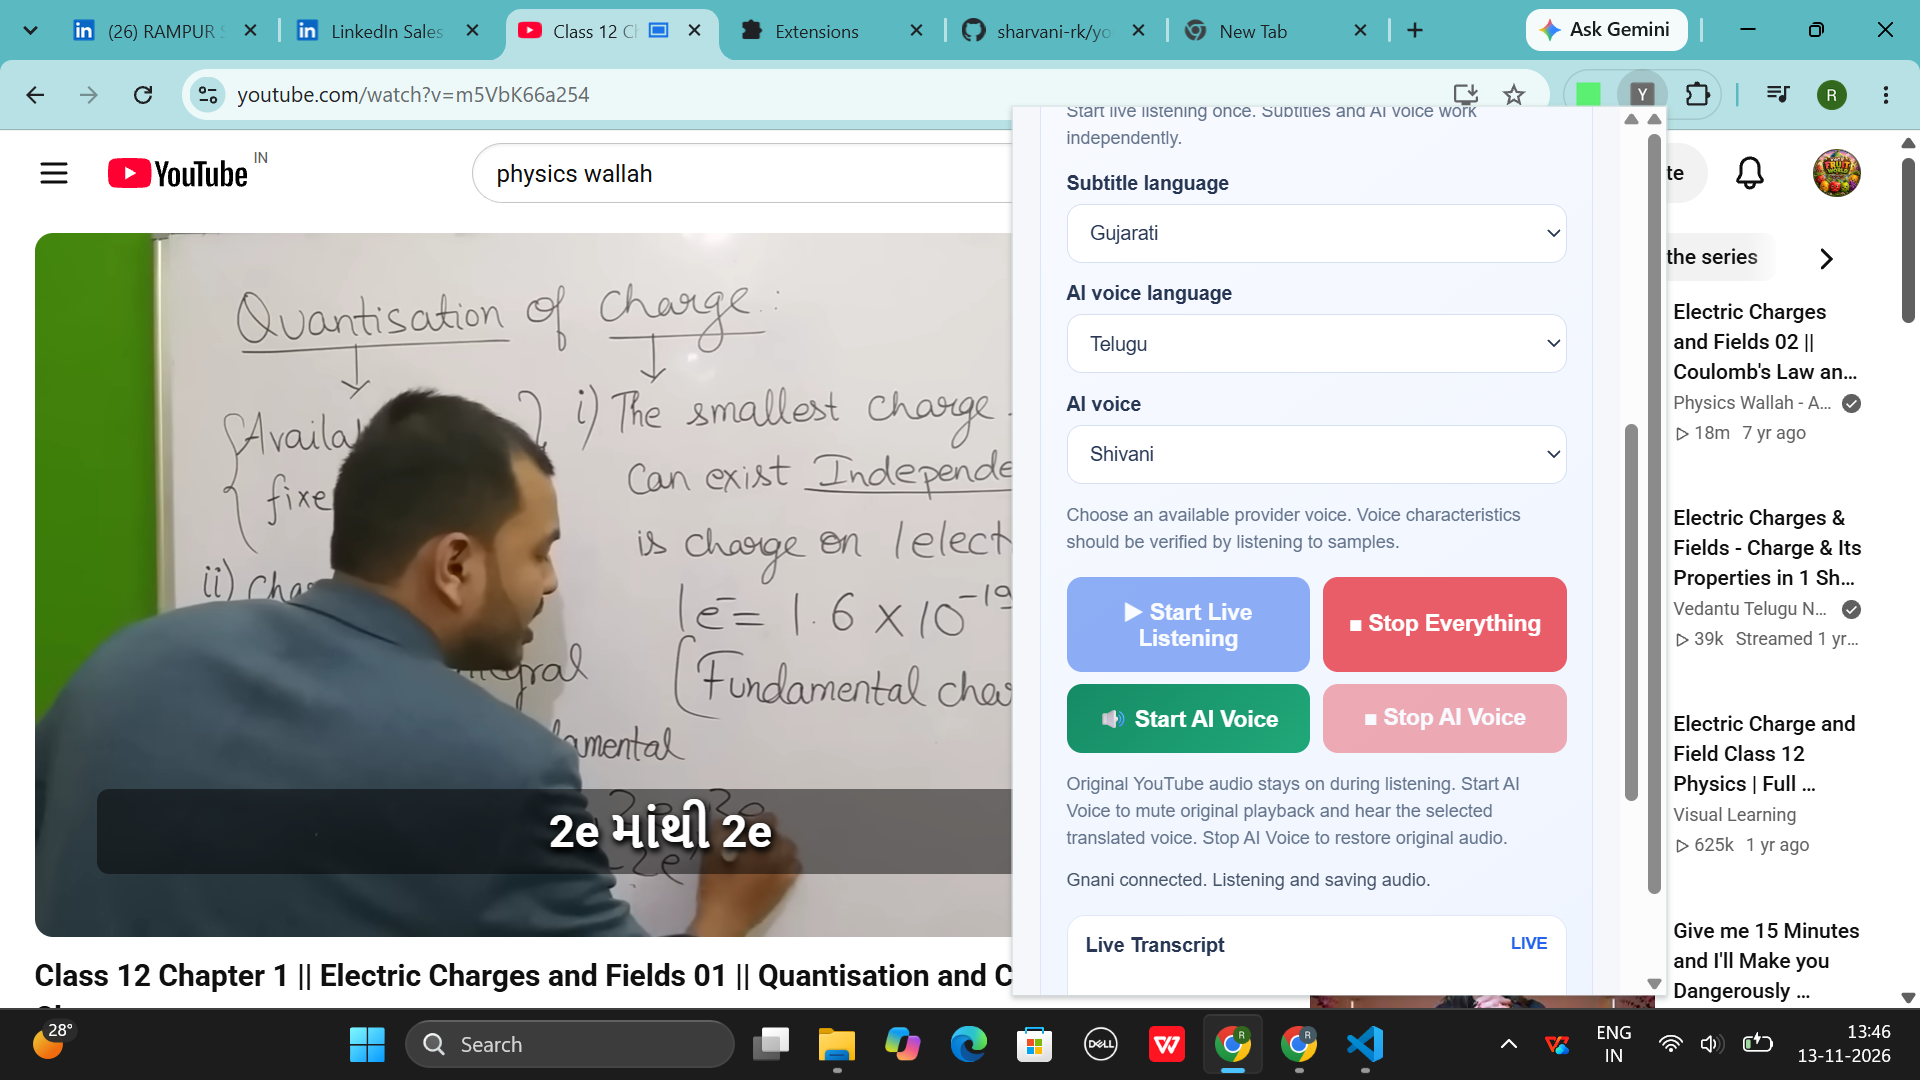 (26) RAMPUR S
LinkedIn Sales
Class 12 Ch
Extensions
sharvani-rk/yo
New Tab
Ask Gemini
youtube.com/watch?v=m5VbK66a254
Y
R
YouTube
IN
physics wallah
te
Quantisation of Charge :
Availa
fixe
i) The smallest charge
Can exist Independe
is charge on 1elect
1e⁻= 1.6 × 10⁻¹⁹
ii) Cha
Fundamental cha
2e માંથી 2e
Class 12 Chapter 1 || Electric Charges and Fields 01 || Quantisation and C
Start live listening once. Subtitles and AI voice work
independently.
Subtitle language
Gujarati
AI voice language
Telugu
AI voice
Shivani
Choose an available provider voice. Voice characteristics
should be verified by listening to samples.
▶ Start Live
Listening
■ Stop Everything
🔊 Start AI Voice
■ Stop AI Voice
Original YouTube audio stays on during listening. Start AI
Voice to mute original playback and hear the selected
translated voice. Stop AI Voice to restore original audio.
Gnani connected. Listening and saving audio.
Live Transcript
LIVE
the series
Electric Charges
and Fields 02 ||
Coulomb's Law an...
Physics Wallah - A...
18m 7 yr ago
Electric Charges &
Fields - Charge & Its
Properties in 1 Sh...
Vedantu Telugu N...
39k Streamed 1 yr...
Electric Charge and
Field Class 12
Physics | Full ...
Visual Learning
625k 1 yr ago
Give me 15 Minutes
and I'll Make you
Dangerously ...
28°
Search
DELL
ENG
IN
13:46
13-11-2026